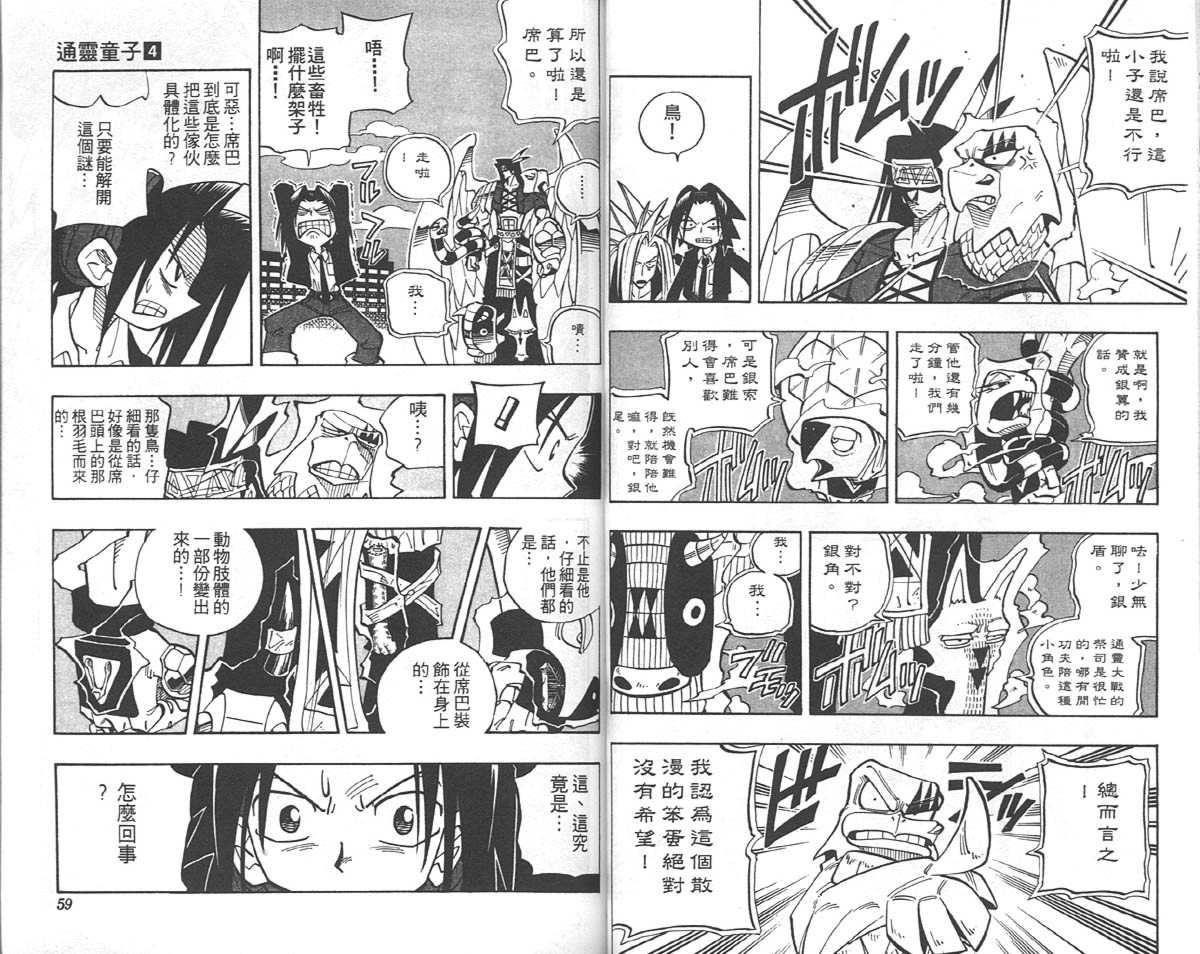 我說席巴，這
小子還是不行
啦！
鳥！
就是啊，我
贊成銀翼的
話。
管他還有幾
分鐘，我們
走了啦！
可是銀索
，席巴難
得會喜歡
別人，
既然機會難
得，就陪陪他
嘛，對吧，銀
尾。
呿！少無
聊了，銀
盾。
通靈大戰的
祭司是很忙
的，哪有閒
功夫陪這種
小角色。
對不對？
銀角。
我…
我…
總而言之
！
我認為這個散
漫的笨蛋絕對
沒有希望！
所以還是
算了啦！
席巴。
……
走啦
！
我…
嘖…
唔…！
這些畜牲！
擺什麼架子
啊…！
通靈童子4
可惡…席巴
到底是怎麼
把這些傢伙
具體化的？
只要能解開
這個謎…
！
咦…？
那隻鳥…仔
細看的話．
好像是從席
巴頭上的那
根羽毛而來
的…
不止是他
．仔細看的
話，他們都
是…
從席巴裝
飾在身上
的…
動物肢體的
一部份變出
來的…！
這、這究
竟是…
怎麼回事
？
59